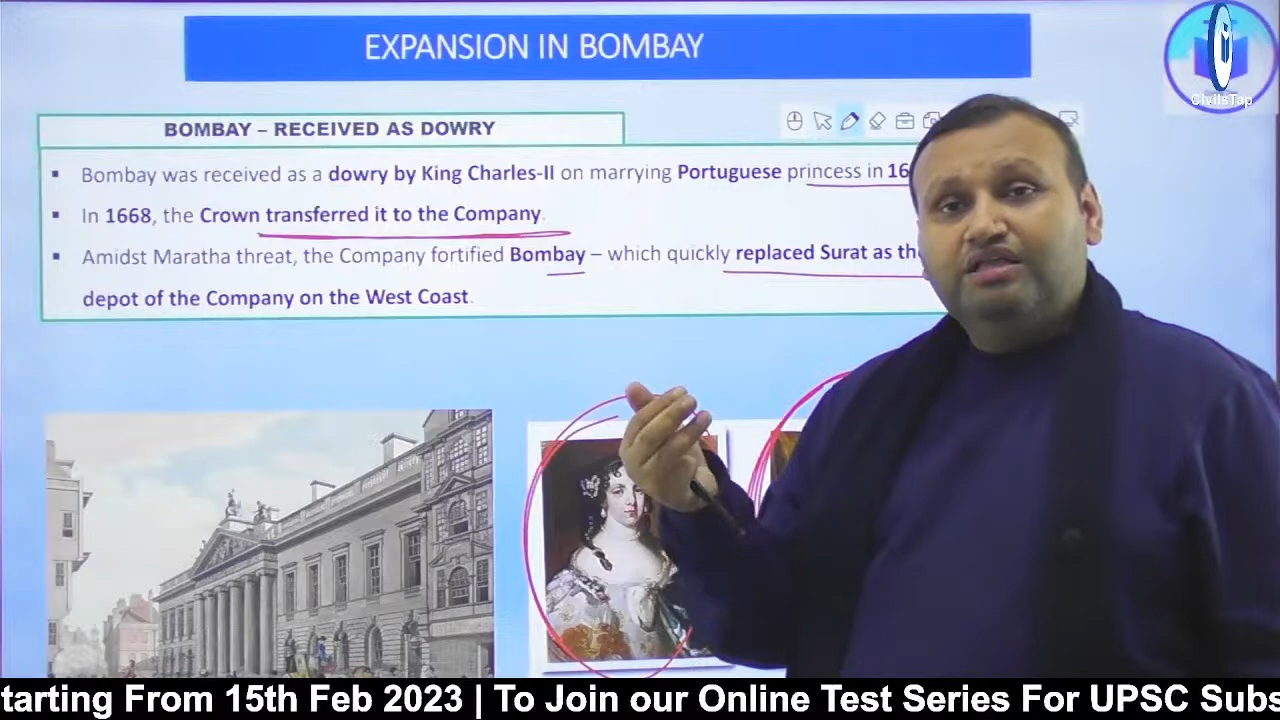 EXPANSION IN BOMBAY
CivilsTap
BOMBAY – RECEIVED AS DOWRY
▪ Bombay was received as a dowry by King Charles-II on marrying Portuguese princess in
▪ In 1668, the Crown transferred it to the Company.
▪ Amidst Maratha threat, the Company fortified Bombay – which quickly replaced Surat as
depot of the Company on the West Coast.
tarting From 15th Feb 2023 | To Join our Online Test Series For UPSC Subs